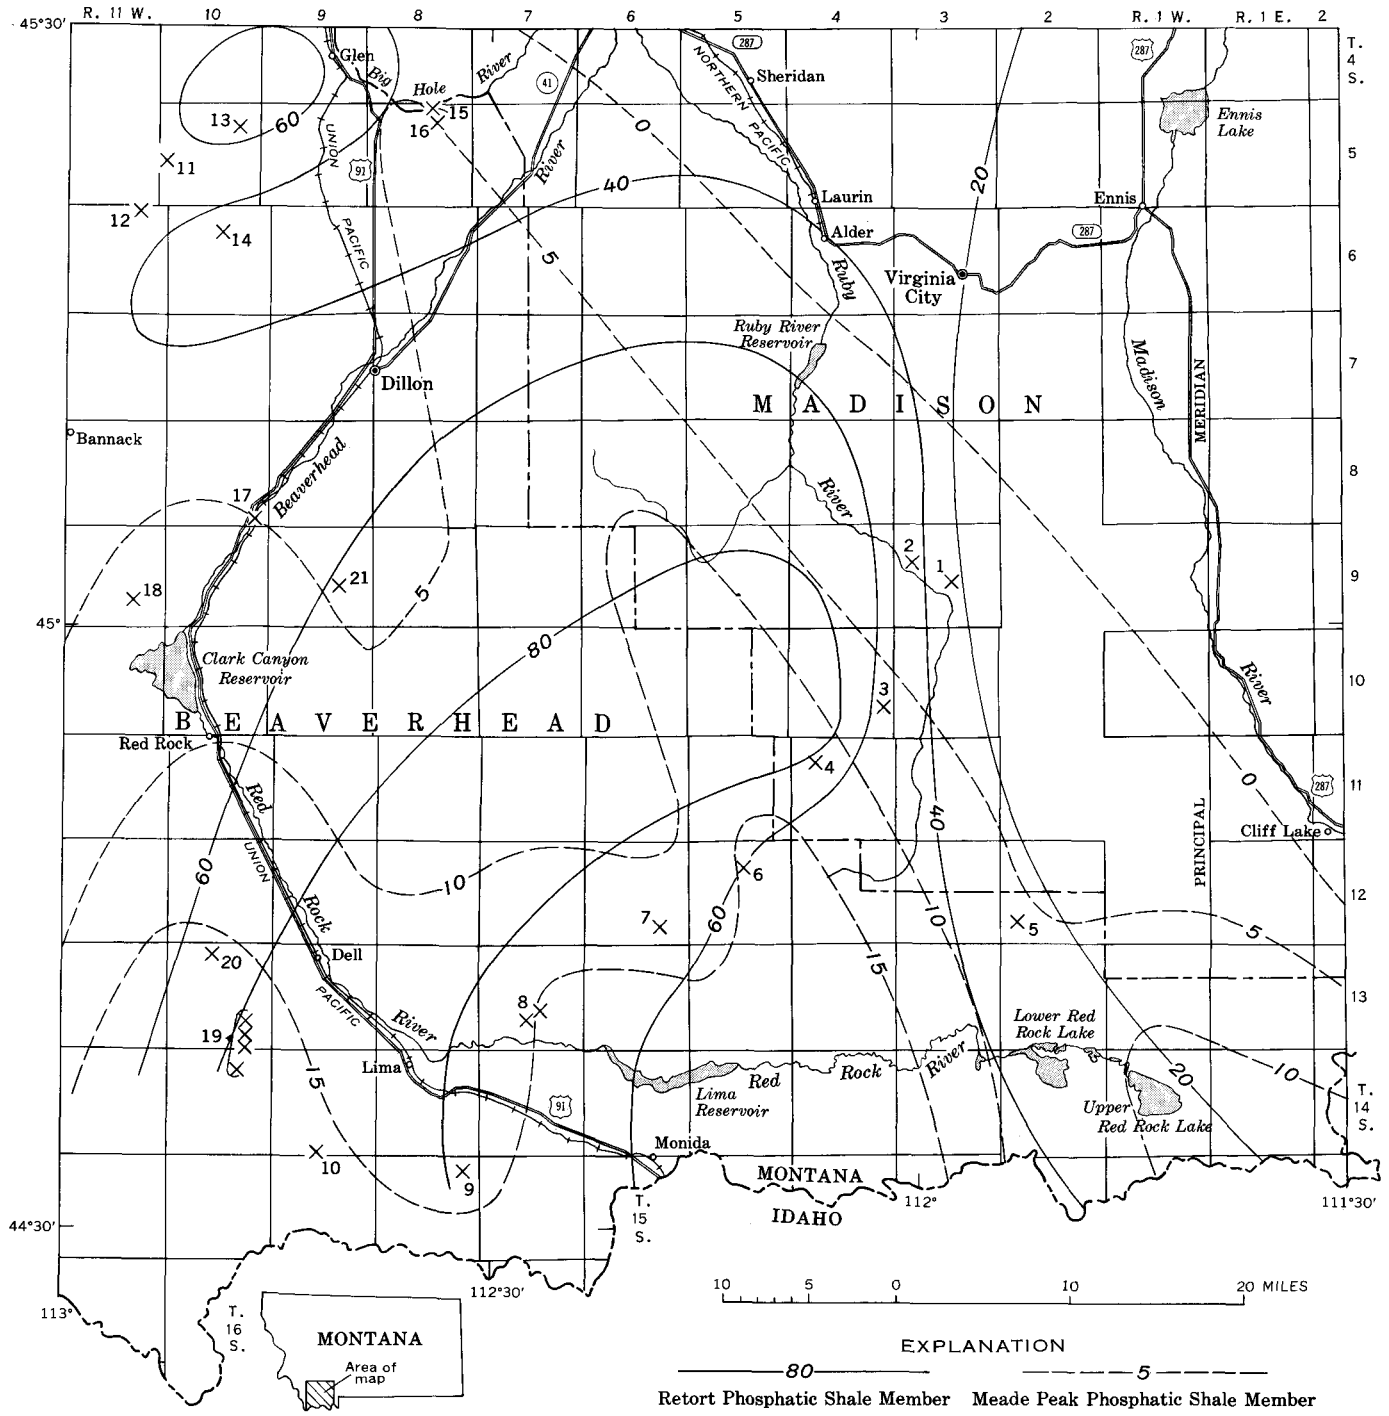 45°30'
R. 11 W.
10
9
8
7
6
5
4
3
2
R. 1 W.
R. 1 E.
2
T.
4
S.
Glen
Big
Hole
River
41
287
Sheridan
NORTHERN PACIFIC
287
Ennis
Lake
13
60
15
16
UNION
PACIFIC
91
11
12
14
River
0
40
5
20
Laurin
Alder
Ennis
287
5
6
Ruby
Virginia
City
Ruby River
Reservoir
Dillon
MADISON
Madison
MERIDIAN
7
Bannack
Beaverhead
17
River
8
2
1
18
21
5
9
45°
80
Clark Canyon
Reservoir
3
River
10
BEAVERHEAD
Red Rock
4
0
11
287
Red
UNION
40
PRINCIPAL
Cliff Lake
60
10
6
12
Rock
7
60
10
5
5
20
Dell
15
13
PACIFIC
River
8
Lower Red
Rock Lake
19
Lima
15
Lima
Reservoir
Red
Rock
River
10
20
T.
14
S.
91
Upper
Red Rock Lake
Monida
10
9
MONTANA
112°
111°30'
IDAHO
T.
15
S.
44°30'
113°
112°30'
T.
16
S.
10 5 0 10 20 MILES
MONTANA
Area of
map
EXPLANATION
80
5
Retort Phosphatic Shale Member
Meade Peak Phosphatic Shale Member